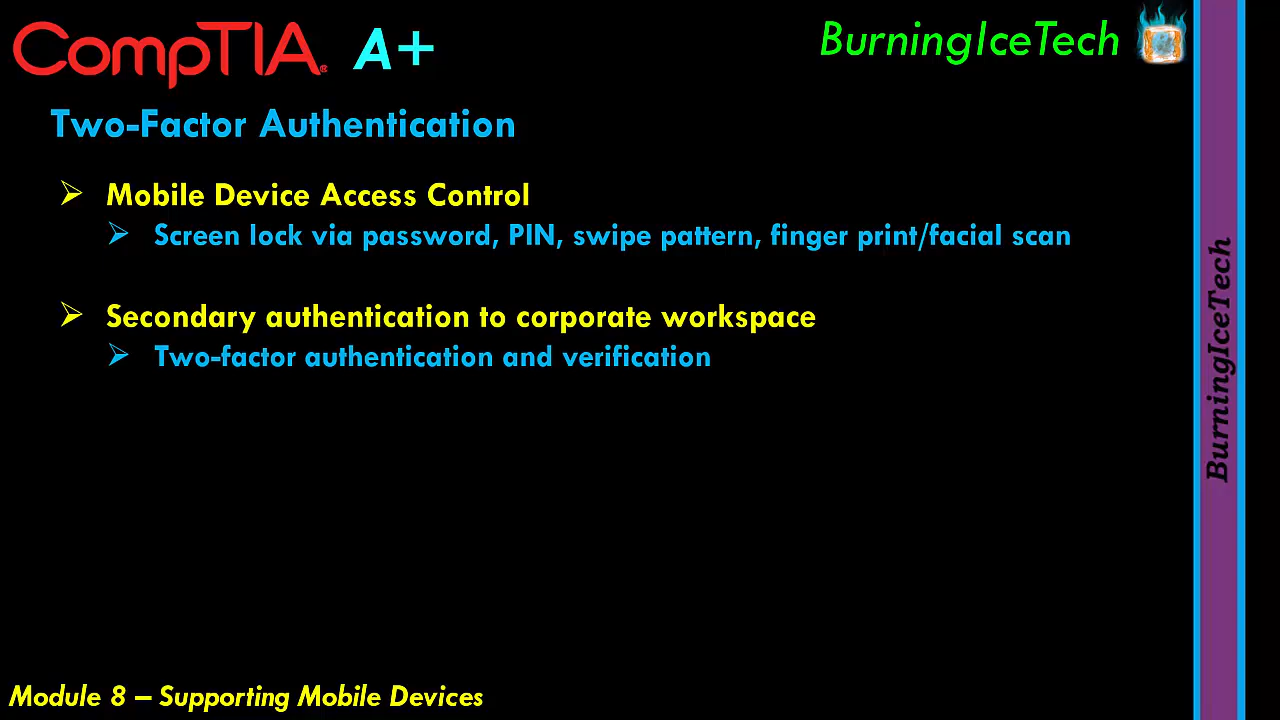 CompTIA® A+
BurningIceTech
Two-Factor Authentication
Mobile Device Access Control
Screen lock via password, PIN, swipe pattern, finger print/facial scan
Secondary authentication to corporate workspace
Two-factor authentication and verification
BurningIceTech
Module 8 – Supporting Mobile Devices